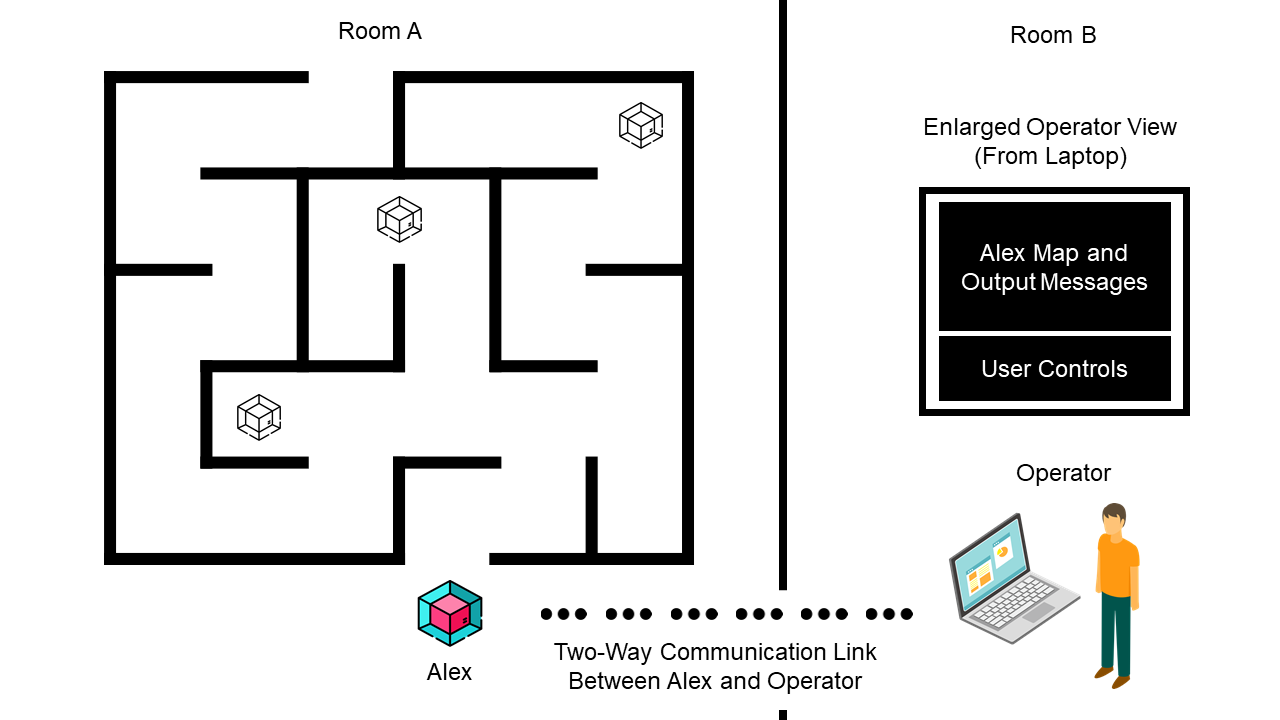 Room A
Room B
Enlarged Operator View
(From Laptop)
Alex Map and
Output Messages
User Controls
Operator
Alex
Two-Way Communication Link
Between Alex and Operator